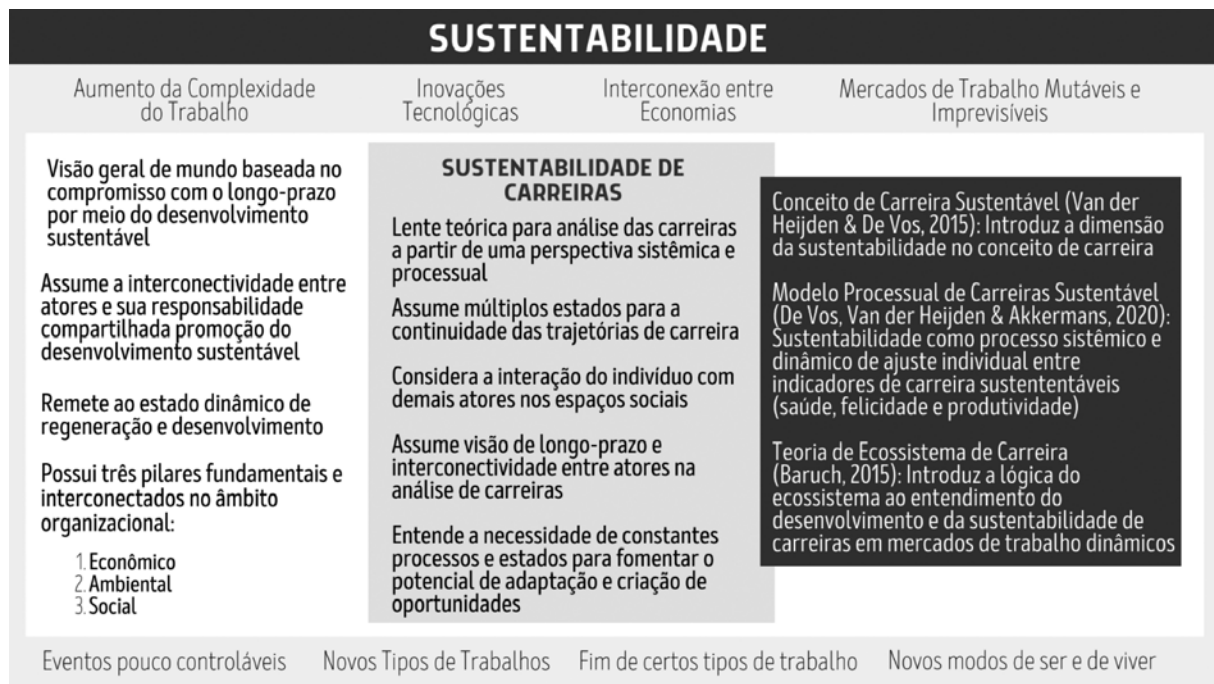 SUSTENTABILIDADE
Aumento da Complexidade
do Trabalho
Inovações
Tecnológicas
Interconexão entre
Economias
Mercados de Trabalho Mutáveis e
Imprevisíveis
Visão geral de mundo baseada no
compromisso com o longo-prazo
por meio do desenvolvimento
sustentável
Assume a interconectividade entre
atores e sua responsabilidade
compartilhada promoção do
desenvolvimento sustentável
Remete ao estado dinâmico de
regeneração e desenvolvimento
Possui três pilares fundamentais e
interconectados no âmbito
organizacional:
1. Econômico
2. Ambiental
3. Social
SUSTENTABILIDADE DE
CARREIRAS
Lente teórica para análise das carreiras
a partir de uma perspectiva sistêmica e
processual
Assume múltiplos estados para a
continuidade das trajetórias de carreira
Considera a interação do indivíduo com
demais atores nos espaços sociais
Assume visão de longo-prazo e
interconectividade entre atores na
análise de carreiras
Entende a necessidade de constantes
processos e estados para fomentar o
potencial de adaptação e criação de
oportunidades
Conceito de Carreira Sustentável (Van der
Heijden & De Vos, 2015): Introduz a dimensão
da sustentabilidade no conceito de carreira
Modelo Processual de Carreiras Sustentável
(De Vos, Van der Heijden & Akkermans, 2020):
Sustentabilidade como processo sistêmico e
dinâmico de ajuste individual entre
indicadores de carreira sustententáveis
(saúde, felicidade e produtividade)
Teoria de Ecossistema de Carreira
(Baruch, 2015): Introduz a lógica do
ecossistema ao entendimento do
desenvolvimento e da sustentabilidade de
carreiras em mercados de trabalho dinâmicos
Eventos pouco controláveis
Novos Tipos de Trabalhos
Fim de certos tipos de trabalho
Novos modos de ser e de viver